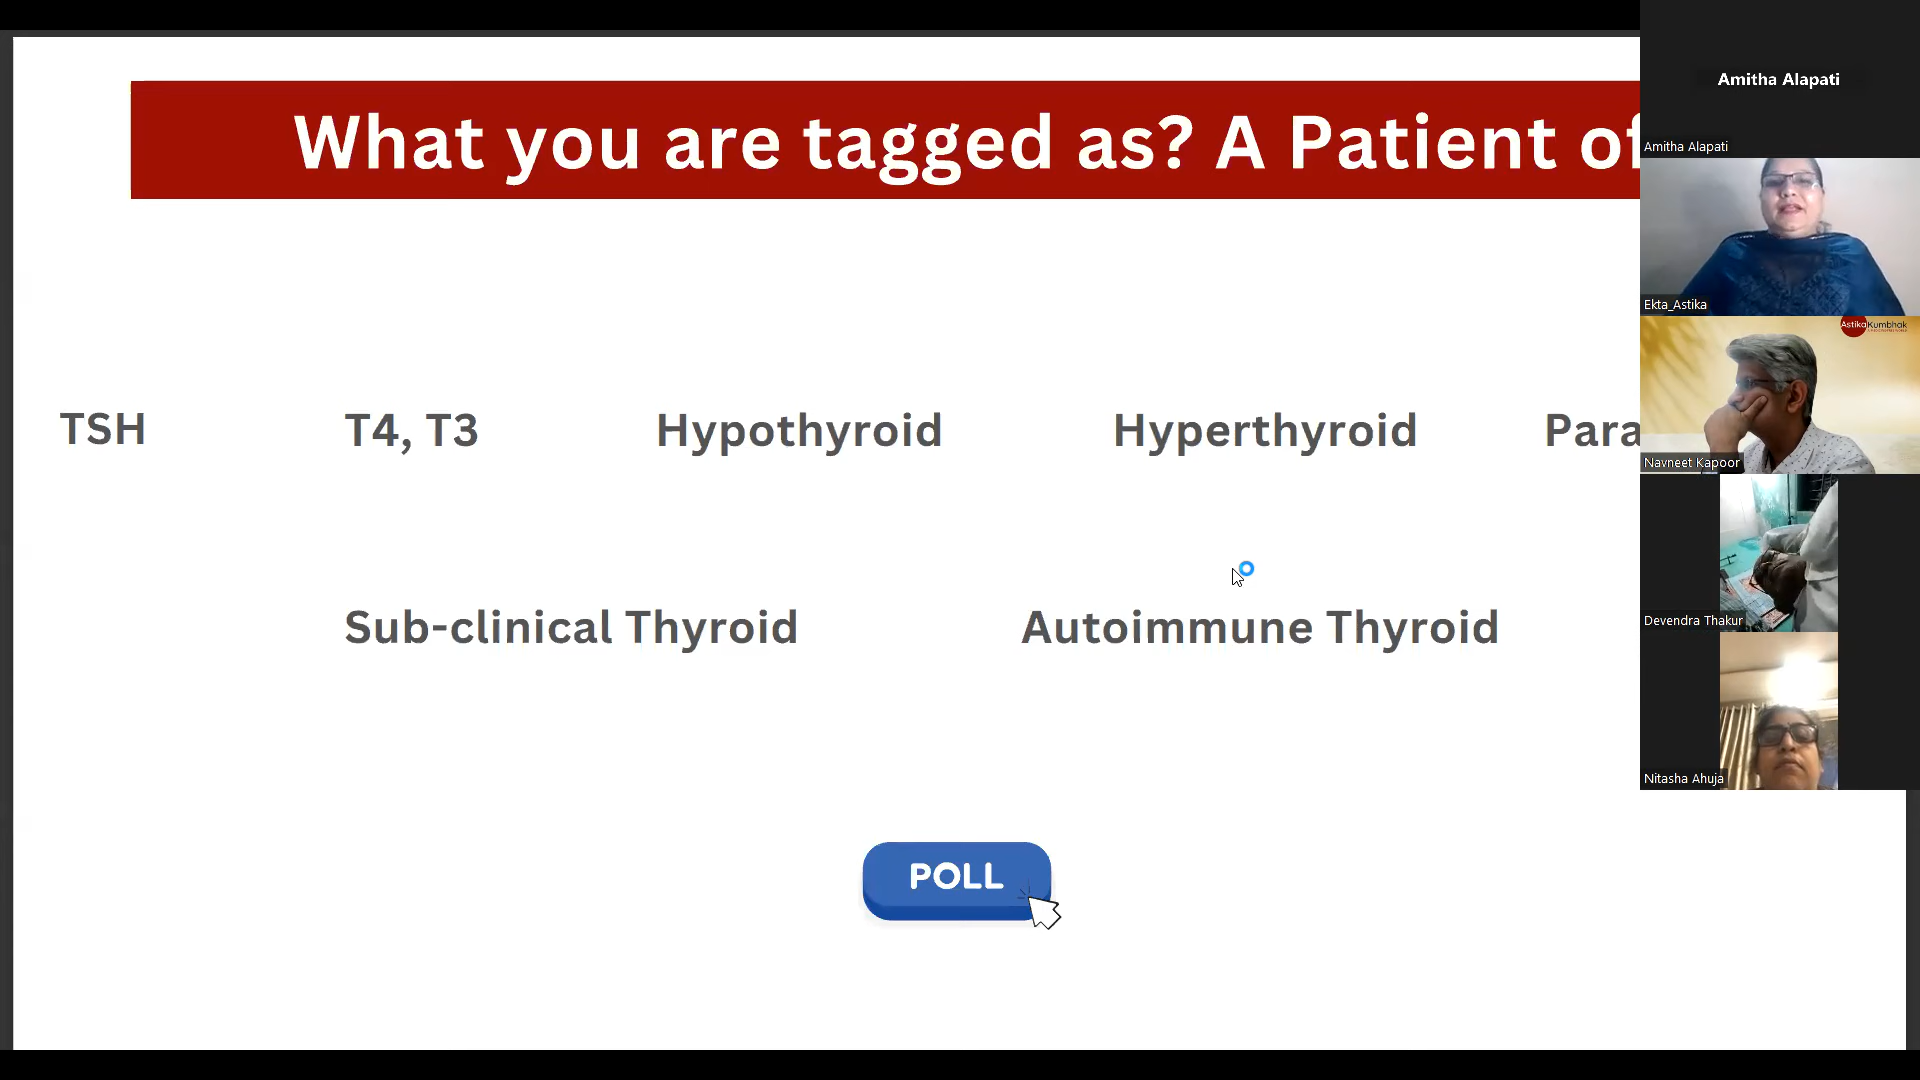 What you are tagged as? A Patient of
TSH
T4, T3
Hypothyroid
Hyperthyroid
Para
Sub-clinical Thyroid
Autoimmune Thyroid
POLL
Amitha Alapati
Amitha Alapati
Ekta_Astika
AstikaKumbhak
Navneet Kapoor
Devendra Thakur
Nitasha Ahuja